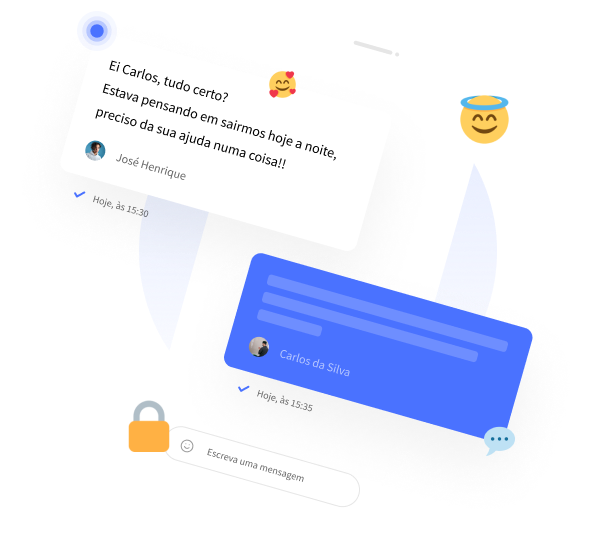 Ei Carlos, tudo certo?
Estava pensando em sairmos hoje a noite,
preciso da sua ajuda numa coisa!!
José Henrique
Hoje, às 15:30
Carlos da Silva
Hoje, às 15:35
Escreva uma mensagem